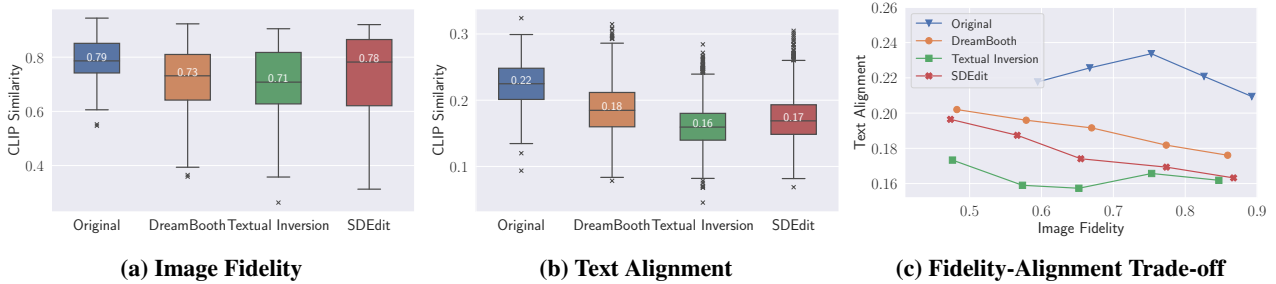 CLIP Similarity
0.8
0.6
0.4
0.79
0.73
0.71
0.78
Original
DreamBooth
Textual Inversion
SDEdit
(a) Image Fidelity
CLIP Similarity
0.3
0.2
0.1
0.22
0.18
0.16
0.17
Original
DreamBooth
Textual Inversion
SDEdit
(b) Text Alignment
Text Alignment
0.26
0.24
0.22
0.20
0.18
0.16
Original
DreamBooth
Textual Inversion
SDEdit
0.5
0.6
0.7
0.8
0.9
Image Fidelity
(c) Fidelity-Alignment Trade-off